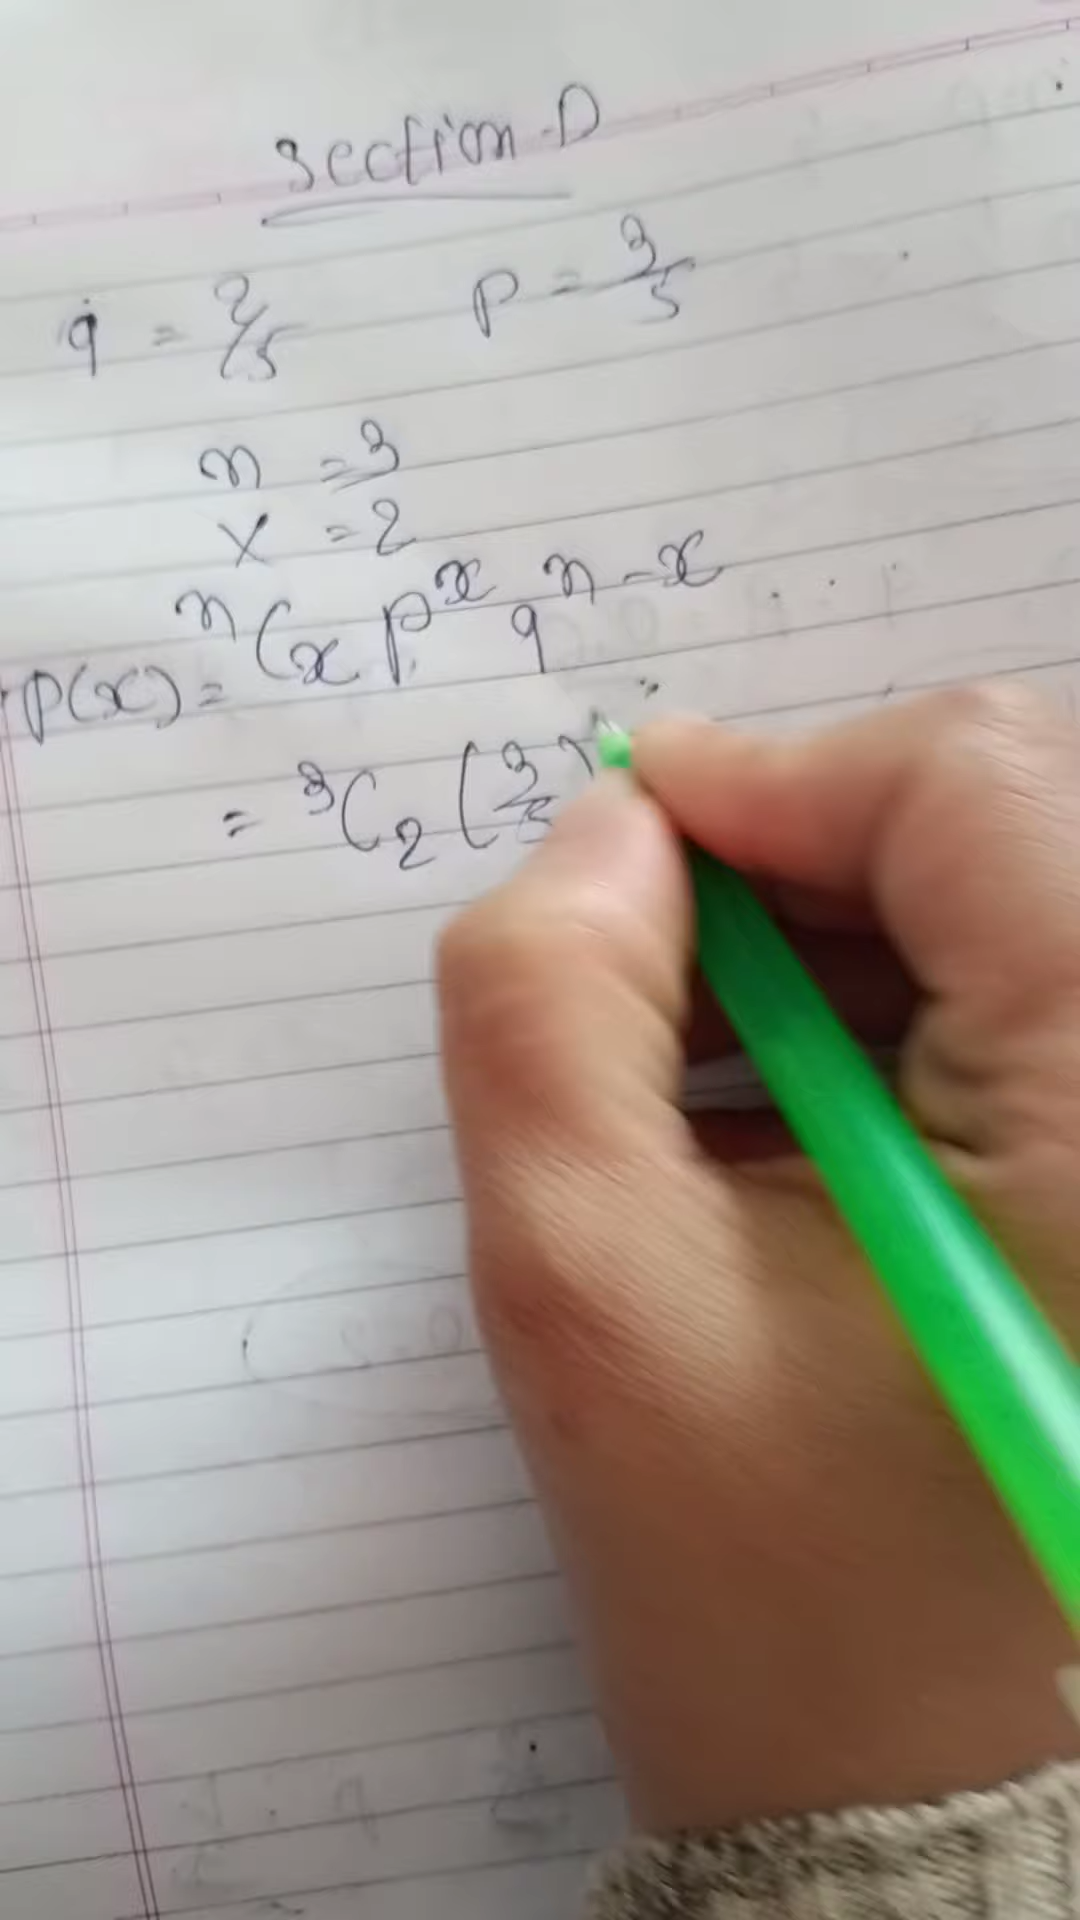 Section-D
q = 2/5 p = 3/5
n = 3
x = 2
p(x) = ⁿCₓ pˣ qⁿ⁻ˣ
= ³C₂ (3/5)